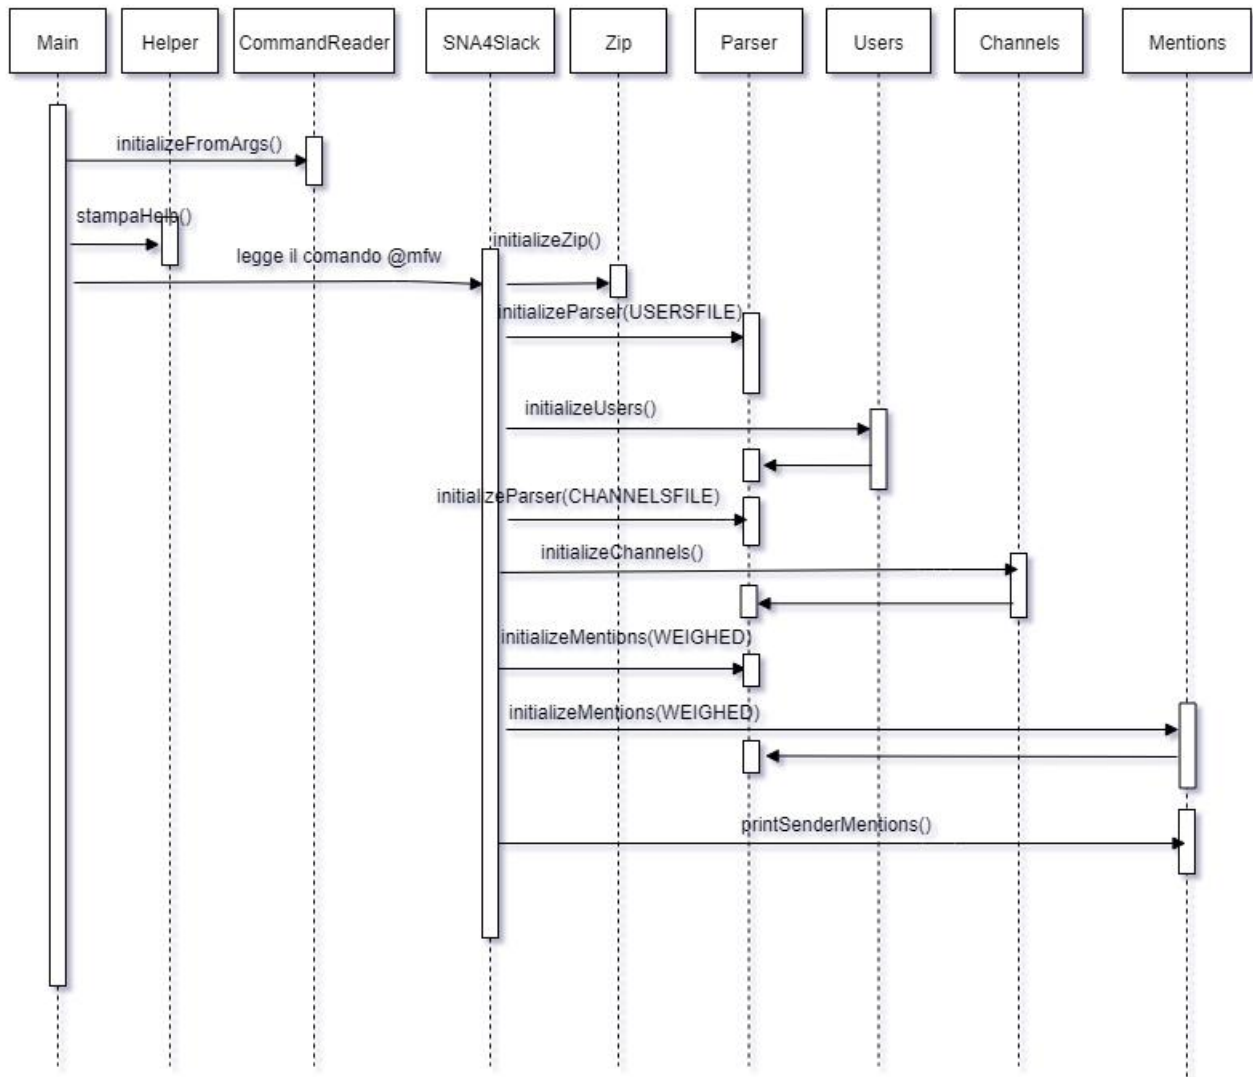 Main
Helper
CommandReader
SNA4Slack
Zip
Parser
Users
Channels
Mentions
initializeFromArgs()
stampaHelp()
initializeZip()
legge il comando @mfw
initializeParser(USERSFILE)
initializeUsers()
initializeParser(CHANNELSFILE)
initializeChannels()
initializeMentions(WEIGHED)
initializeMentions(WEIGHED)
printSenderMentions()